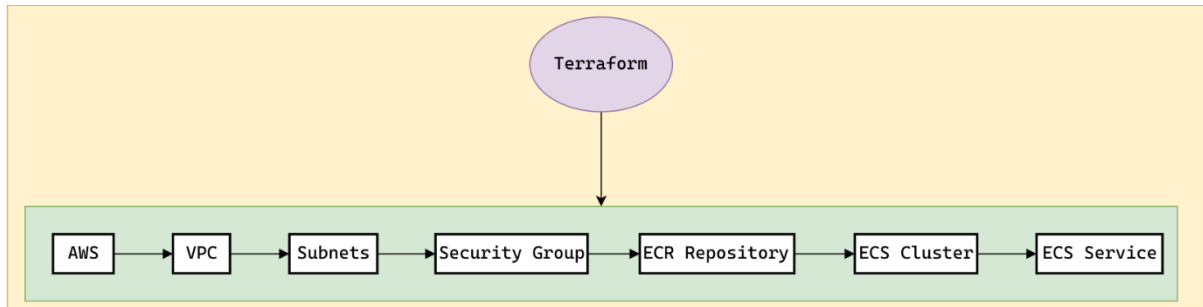 Terraform
AWS
VPC
Subnets
Security Group
ECR Repository
ECS Cluster
ECS Service